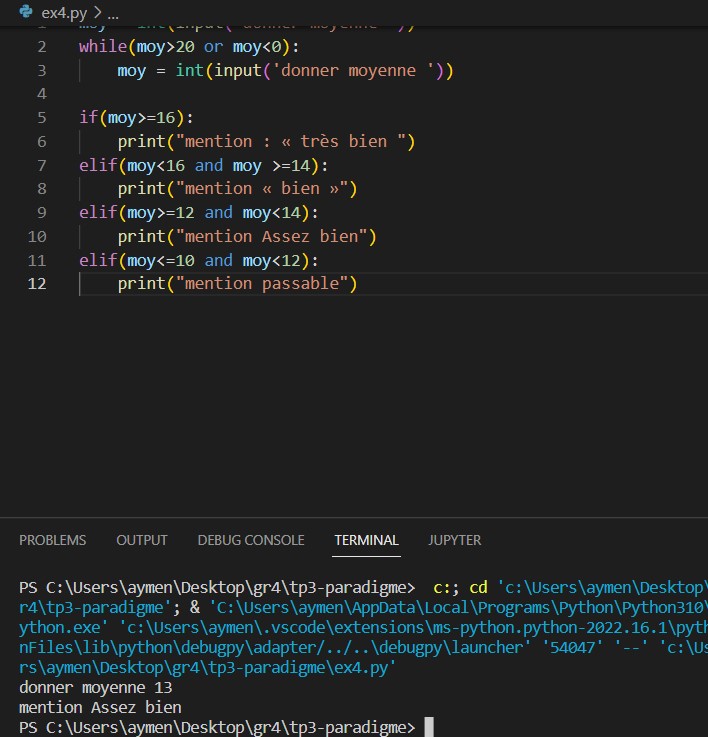 ex4.py > ...
2 while(moy>20 or moy<0):
3 moy = int(input('donner moyenne '))
4
5 if(moy>=16):
6 print("mention : « très bien ")
7 elif(moy<16 and moy >=14):
8 print("mention « bien »")
9 elif(moy>=12 and moy<14):
10 print("mention Assez bien")
11 elif(moy<=10 and moy<12):
12 print("mention passable")
PROBLEMS OUTPUT DEBUG CONSOLE TERMINAL JUPYTER
PS C:\Users\aymen\Desktop\gr4\tp3-paradigme> c:; cd 'c:\Users\aymen\Desktop\
r4\tp3-paradigme'; & 'C:\Users\aymen\AppData\Local\Programs\Python\Python310\
ython.exe' 'c:\Users\aymen\.vscode\extensions\ms-python.python-2022.16.1\pyth
nFiles\lib\python\debugpy\adapter/../..\debugpy\launcher' '54047' '--' 'c:\Us
rs\aymen\Desktop\gr4\tp3-paradigme\ex4.py'
donner moyenne 13
mention Assez bien
PS C:\Users\aymen\Desktop\gr4\tp3-paradigme>